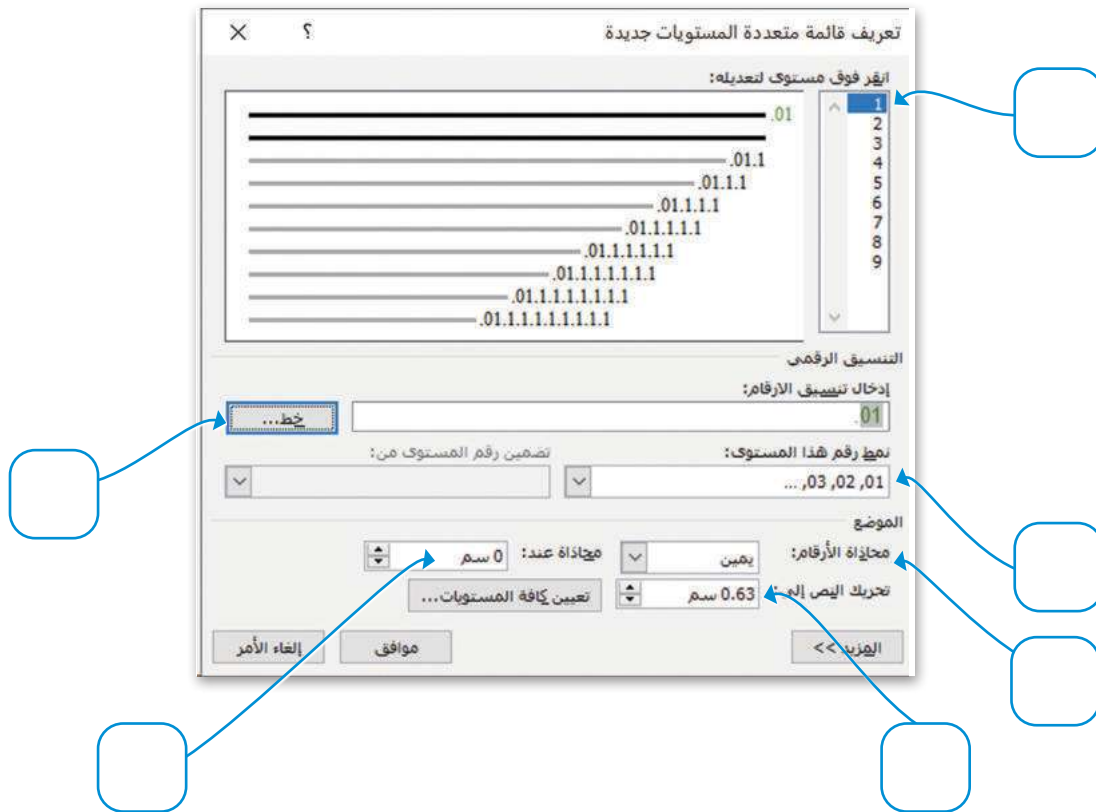 تعريف قائمة متعددة المستويات جديدة ؟ ×
انقر فوق مستوى لتعديله:
1
2
3
4
5
6
7
8
9
.01
.01.1
.01.1.1
.01.1.1.1
.01.1.1.1.1
.01.1.1.1.1.1
.01.1.1.1.1.1.1
.01.1.1.1.1.1.1.1
.01.1.1.1.1.1.1.1.1
التنسيق الرقمي
إدخال تنسيق الأرقام:
.01 خط...
نمط رقم هذا المستوى: تضمين رقم المستوى من:
01, 02, 03, ...
الموضع
محاذاة الأرقام: يمين محاذاة عند: 0 سم
تحريك النص إلى: 0.63 سم تعيين كافة المستويات...
المزيد >> موافق إلغاء الأمر